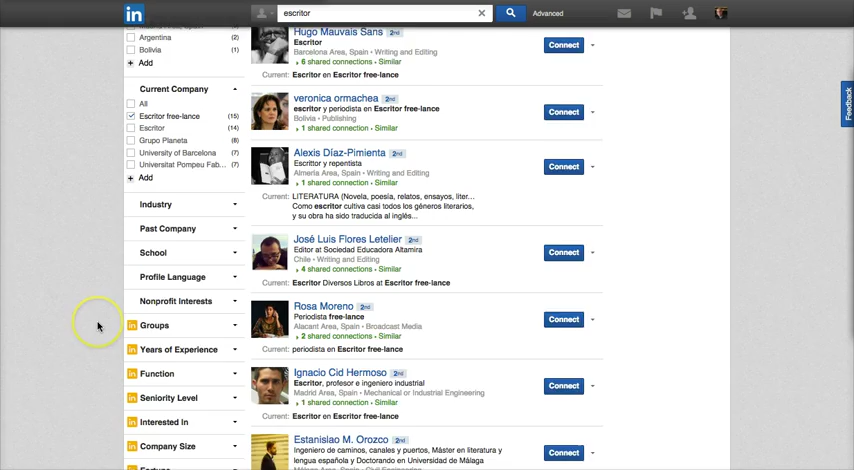 in
escritor
Advanced
Argentina (2)
Bolivia (1)
Add
Current Company
All
Escritor free-lance (15)
Escritor (14)
Grupo Planeta (8)
University of Barcelona (7)
Universitat Pompeu Fab... (7)
Add
Industry
Past Company
School
Profile Language
Nonprofit Interests
in Groups
in Years of Experience
in Function
in Seniority Level
in Interested In
in Company Size
Hugo Mauvais Sans 2nd
Escritor
Barcelona Area, Spain • Writing and Editing
6 shared connections • Similar
Current: Escritor en Escritor free-lance
Connect
veronica ormachea 2nd
escritor y periodista en Escritor free-lance
Bolivia • Publishing
1 shared connection • Similar
Connect
Alexis Díaz-Pimienta 2nd
Escrittor y repentista
Almeria Area, Spain • Writing and Editing
1 shared connection • Similar
Current: LITERATURA (Novela, poesía, relatos, ensayos, líter...
Como escritor cultiva casi todos los géneros literarios,
y su obra ha sido traducida al inglés...
Connect
José Luis Flores Letelier 2nd
Editor at Sociedad Educadora Altamira
Chile • Writing and Editing
4 shared connections • Similar
Current: Escritor Diversos Libros at Escritor free-lance
Connect
Rosa Moreno 2nd
Periodista free-lance
Alacant Area, Spain • Broadcast Media
2 shared connections • Similar
Current: periodista en Escritor free-lance
Connect
Ignacio Cid Hermoso 2nd
Escritor, profesor e ingeniero industrial
Madrid Area, Spain • Mechanical or Industrial Engineering
1 shared connection • Similar
Current: Escritor en Escritor free-lance
Connect
Estanislao M. Orozco 2nd
Ingeniero de caminos, canales y puertos, Máster en literatura y
lengua española y Doctorando en Universidad de Málaga
Connect
Feedback